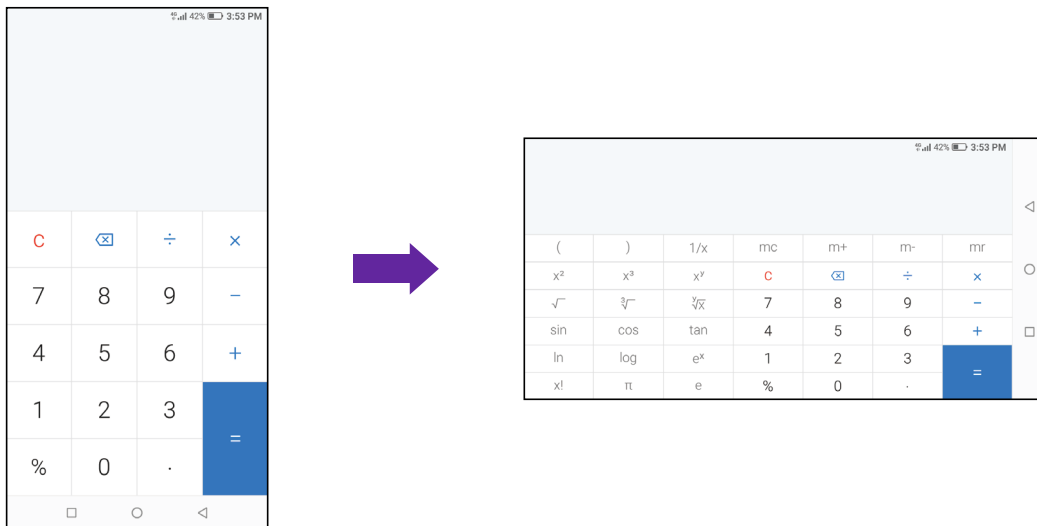 4G 42% 3:53 PM
C ÷ ×
7 8 9 −
4 5 6 +
1 2 3 =
% 0 .
4G 42% 3:53 PM
( ) 1/x mc m+ m- mr
x² x³ xʸ C ÷ ×
√ ∛ ʸ√x 7 8 9 −
sin cos tan 4 5 6 +
ln log eˣ 1 2 3 =
x! π e % 0 .